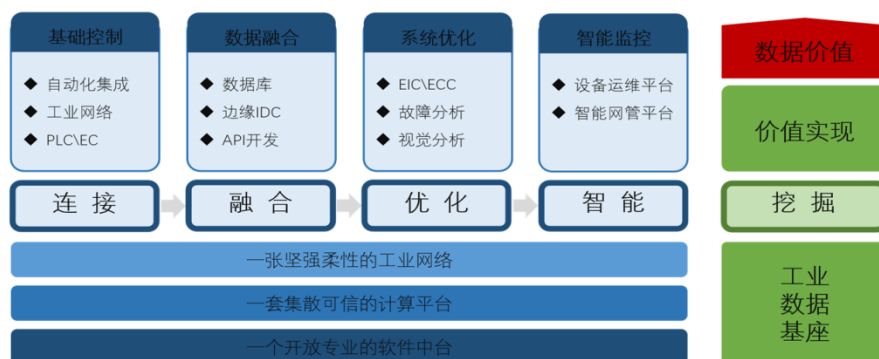 基础控制
◆ 自动化集成
◆ 工业网络
◆ PLC\EC
数据融合
◆ 数据库
◆ 边缘IDC
◆ API开发
系统优化
◆ EIC\ECC
◆ 故障分析
◆ 视觉分析
智能监控
◆ 设备运维平台
◆ 智能网管平台
连 接
融 合
优 化
智 能
一张坚强柔性的工业网络
一套集散可信的计算平台
一个开放专业的软件中台
数据价值
价值实现
挖 掘
工业
数据
基座